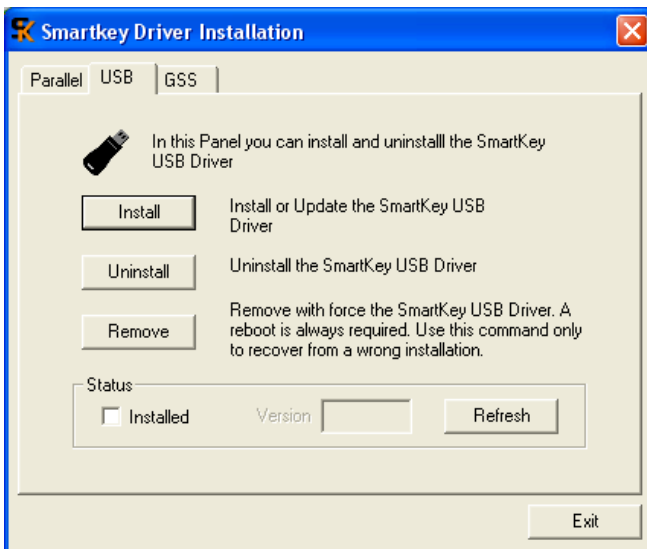 Smartkey Driver Installation
Parallel USB GSS
In this Panel you can install and uninstalll the SmartKey
USB Driver
Install
Install or Update the SmartKey USB
Driver
Uninstall
Uninstall the SmartKey USB Driver
Remove
Remove with force the SmartKey USB Driver. A
reboot is always required. Use this command only
to recover from a wrong installation.
Status
Installed Version Refresh
Exit